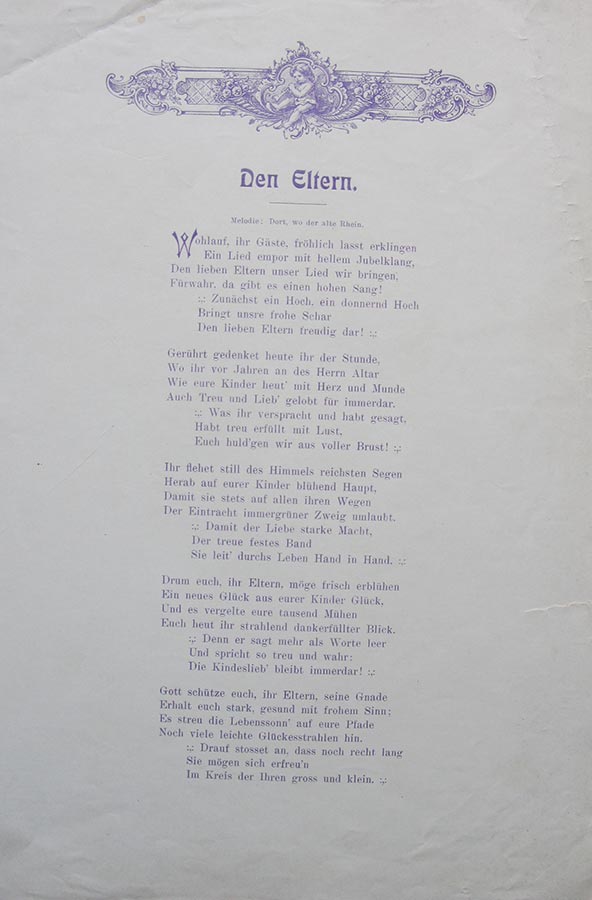 Den Eltern.
Melodie: Dort, wo der alte Rhein.
Wohlauf, ihr Gäste, fröhlich lasst erklingen
Ein Lied empor mit hellem Jubelklang,
Den lieben Eltern unser Lied wir bringen,
Fürwahr, da gibt es einen hohen Sang!
:,: Zunächst ein Hoch, ein donnernd Hoch
Bringt unsre frohe Schar
Den lieben Eltern freudig dar! :,:
Gerührt gedenket heute ihr der Stunde,
Wo ihr vor Jahren an des Herrn Altar
Wie eure Kinder heut' mit Herz und Munde
Auch Treu und Lieb' gelobt für immerdar.
:,: Was ihr verspracht und habt gesagt,
Habt treu erfüllt mit Lust,
Euch huld'gen wir aus voller Brust! :,:
Ihr flehet still des Himmels reichsten Segen
Herab auf eurer Kinder blühend Haupt,
Damit sie stets auf allen ihren Wegen
Der Eintracht immergrüner Zweig umlaubt.
:,: Damit der Liebe starke Macht,
Der treue festes Band
Sie leit' durchs Leben Hand in Hand. :,:
Drum euch, ihr Eltern, möge frisch erblühen
Ein neues Glück aus eurer Kinder Glück,
Und es vergelte eure tausend Mühen
Euch heut ihr strahlend dankerfüllter Blick.
:,: Denn er sagt mehr als Worte leer
Und spricht so treu und wahr:
Die Kindeslieb' bleibt immerdar! :,:
Gott schütze euch, ihr Eltern, seine Gnade
Erhalt euch stark, gesund mit frohem Sinn;
Es streu die Lebenssonn' auf eure Pfade
Noch viele leichte Glückesstrahlen hin.
:,: Drauf stosset an, dass noch recht lang
Sie mögen sich erfreu'n
Im Kreis der Ihren gross und klein. :,: